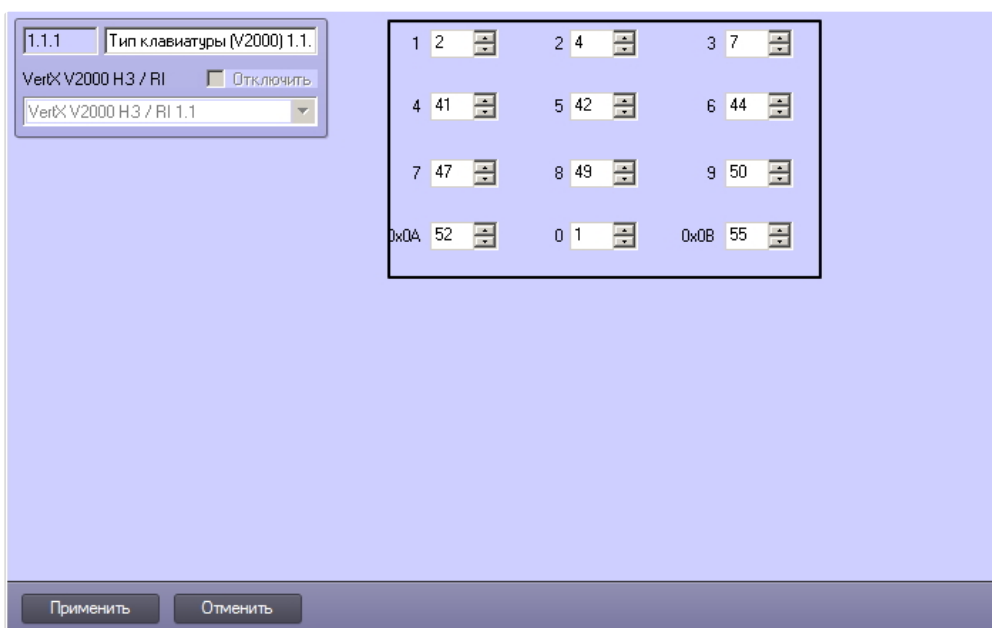 1.1.1 Тип клавиатуры (V2000) 1.1.
VertX V2000 НЗ / RI Отключить
VertX V2000 НЗ / RI 1.1
1 2 2 4 3 7
4 41 5 42 6 44
7 47 8 49 9 50
0x0A 52 0 1 0x0B 55
Применить Отменить